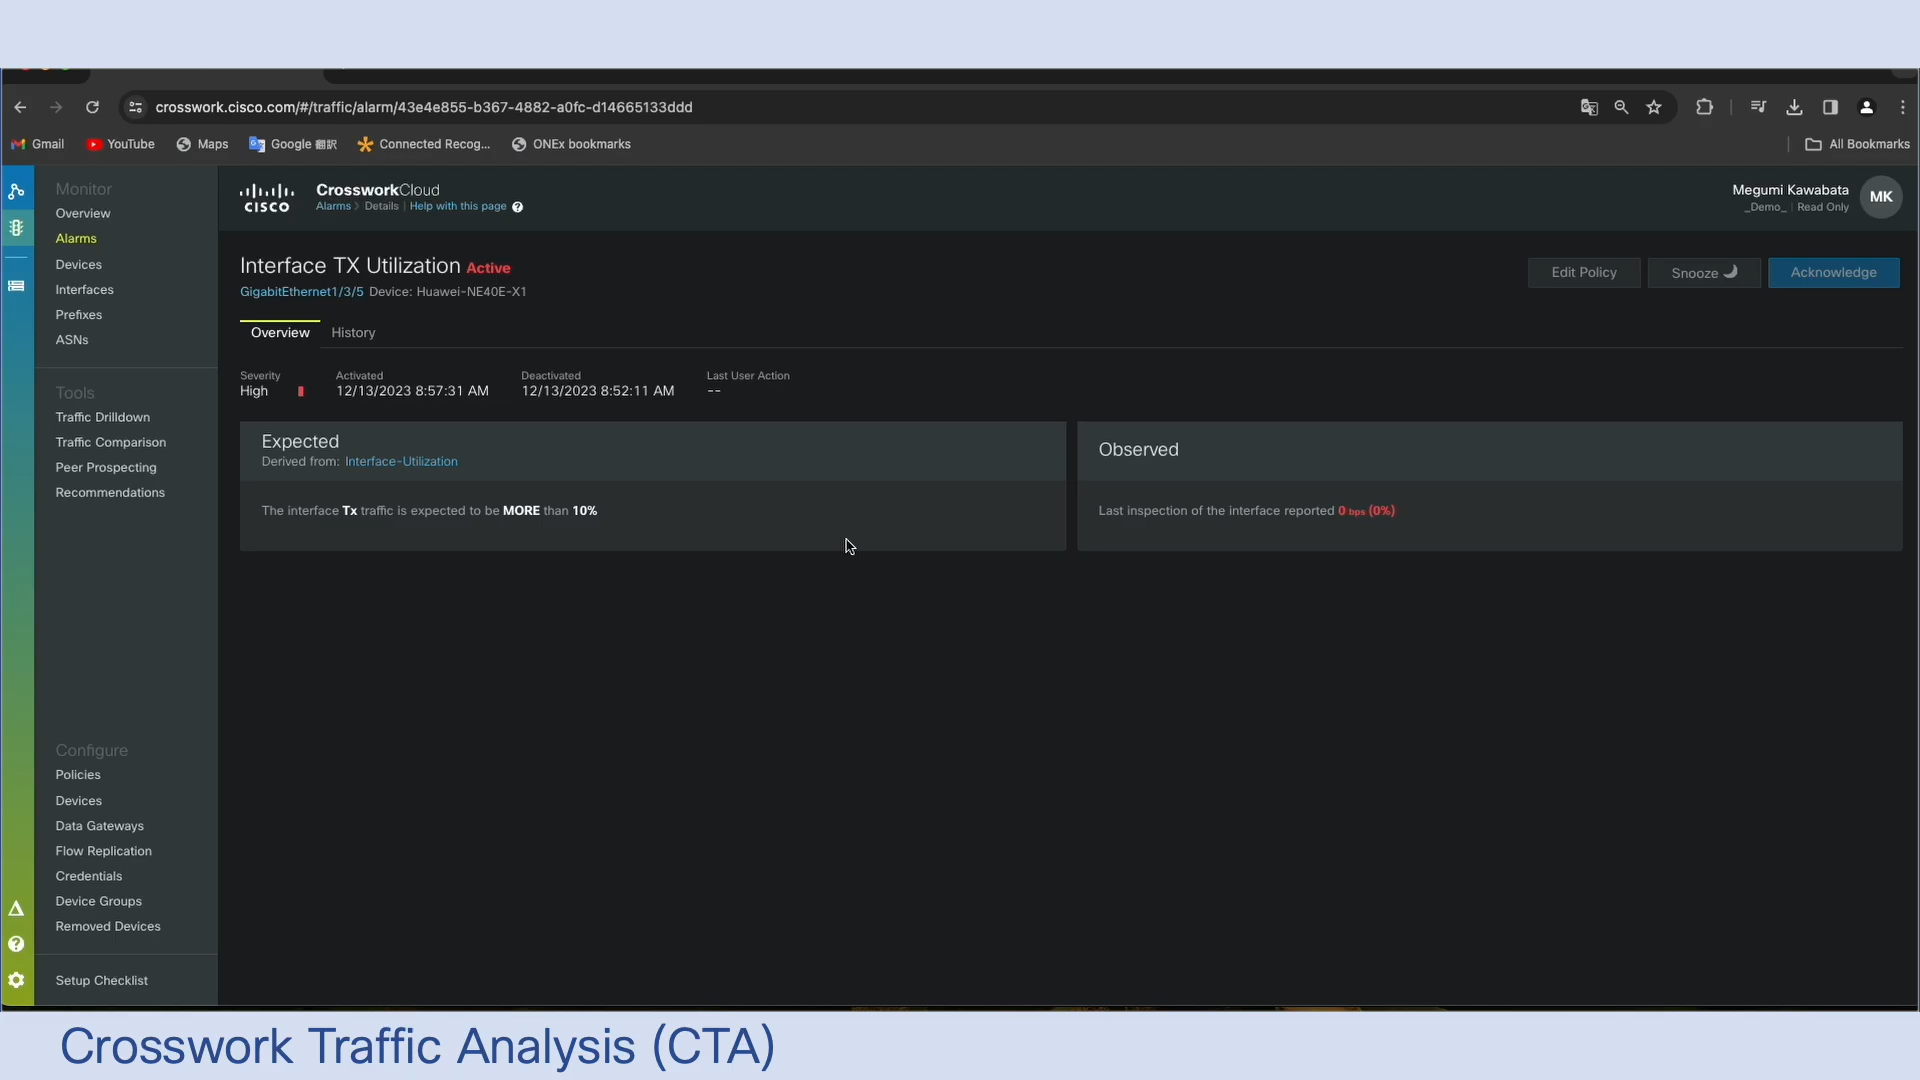 crosswork.cisco.com/#/traffic/alarm/43e4e855-b367-4882-a0fc-d14665133ddd
Gmail YouTube Maps Google 翻訳 Connected Recog... ONEx bookmarks All Bookmarks
Monitor
Overview
Alarms
Devices
Interfaces
Prefixes
ASNs
Tools
Traffic Drilldown
Traffic Comparison
Peer Prospecting
Recommendations
Configure
Policies
Devices
Data Gateways
Flow Replication
Credentials
Device Groups
Removed Devices
Setup Checklist
CISCO
CrossworkCloud
Alarms Details | Help with this page
Megumi Kawabata
_Demo_ | Read Only
MK
Interface TX Utilization Active
GigabitEthernet1/3/5 Device: Huawei-NE40E-X1
Edit Policy Snooze Acknowledge
Overview History
Severity Activated Deactivated Last User Action
High 12/13/2023 8:57:31 AM 12/13/2023 8:52:11 AM --
Expected
Derived from: Interface-Utilization
The interface Tx traffic is expected to be MORE than 10%
Observed
Last inspection of the interface reported 0 bps (0%)
Crosswork Traffic Analysis (CTA)